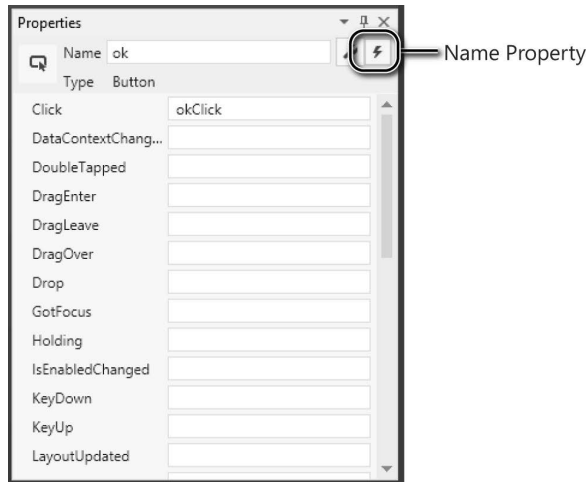 Properties
Name ok
Name Property
Type Button
Click okClick
DataContextChang...
DoubleTapped
DragEnter
DragLeave
DragOver
Drop
GotFocus
Holding
IsEnabledChanged
KeyDown
KeyUp
LayoutUpdated